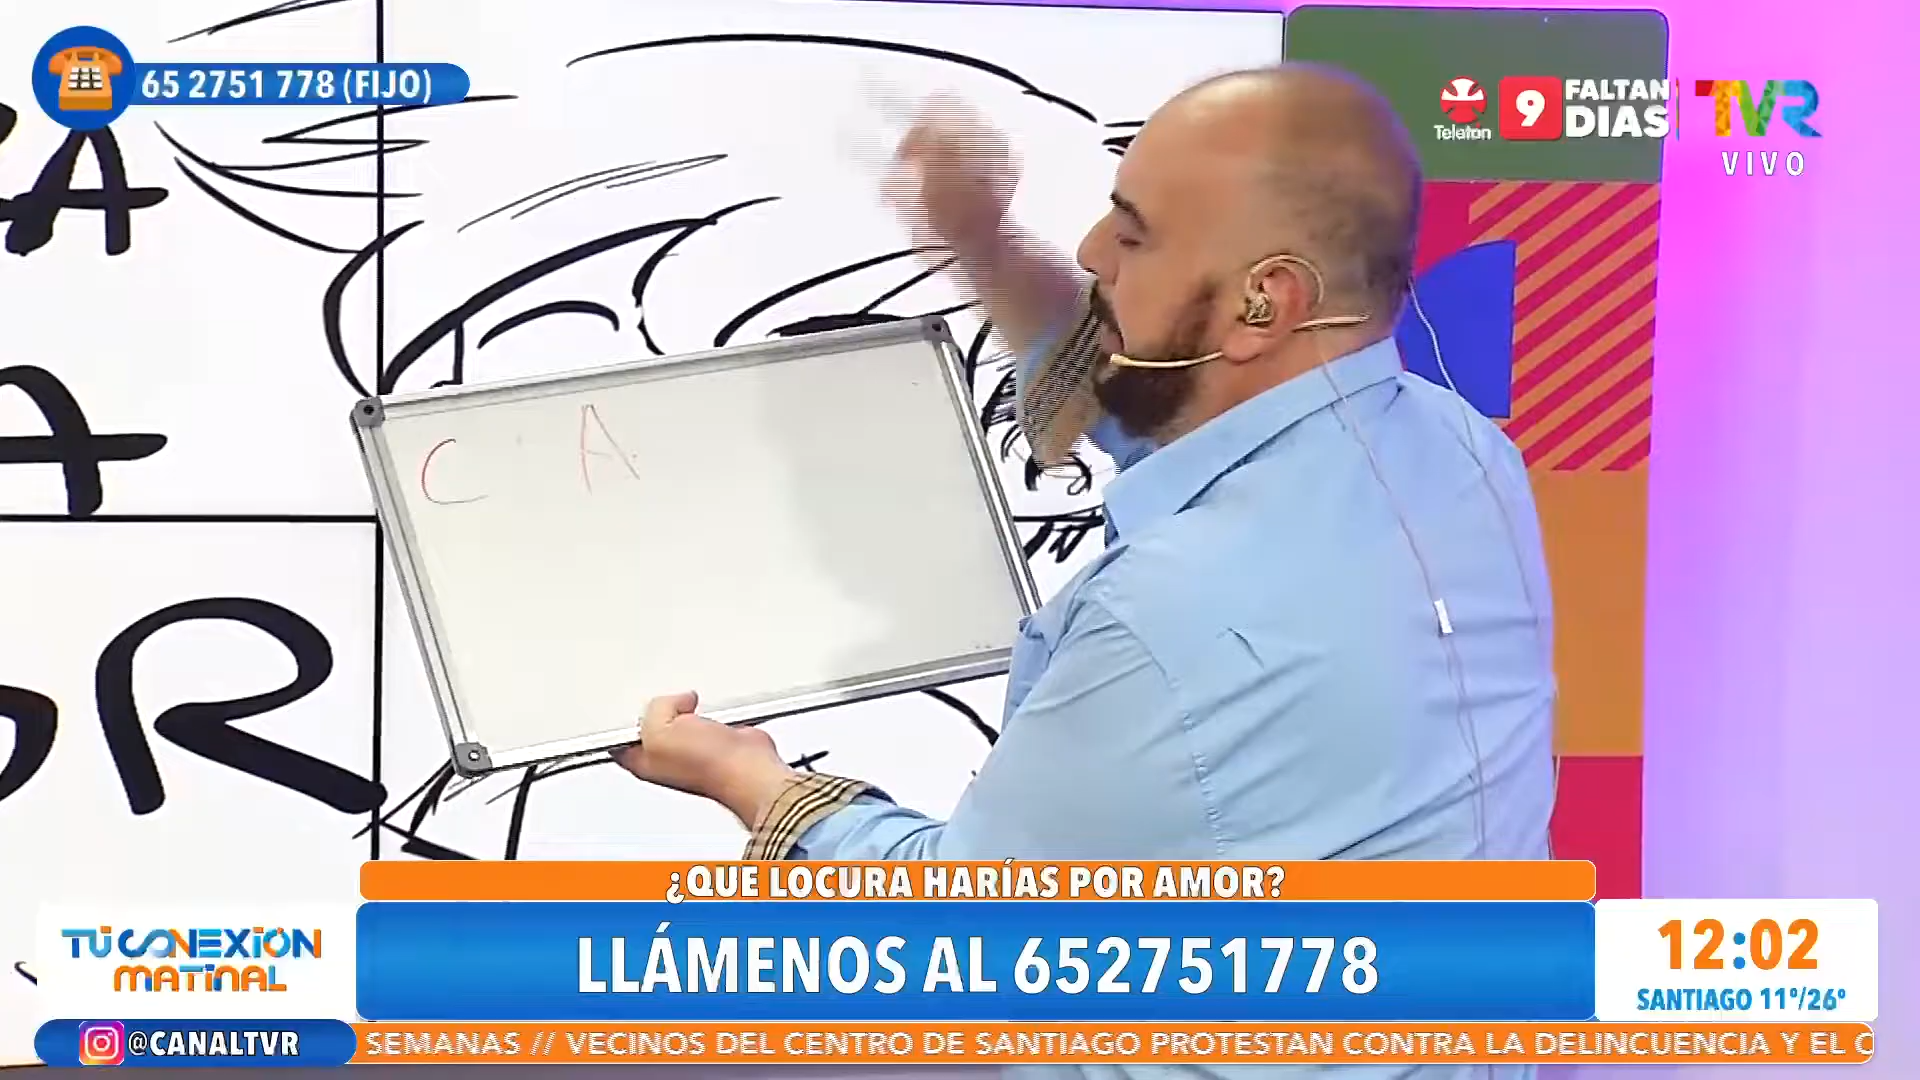 65 2751 778 (FIJO)
Teletón
9
FALTAN
DIAS
TVR
VIVO
A
A
R
C A
¿QUE LOCURA HARÍAS POR AMOR?
LLÁMENOS AL 652751778
TÚ CONEXIÓN
MATINAL
12:02
SANTIAGO 11°/26°
@CANALTVR
SEMANAS // VECINOS DEL CENTRO DE SANTIAGO PROTESTAN CONTRA LA DELINCUENCIA Y EL